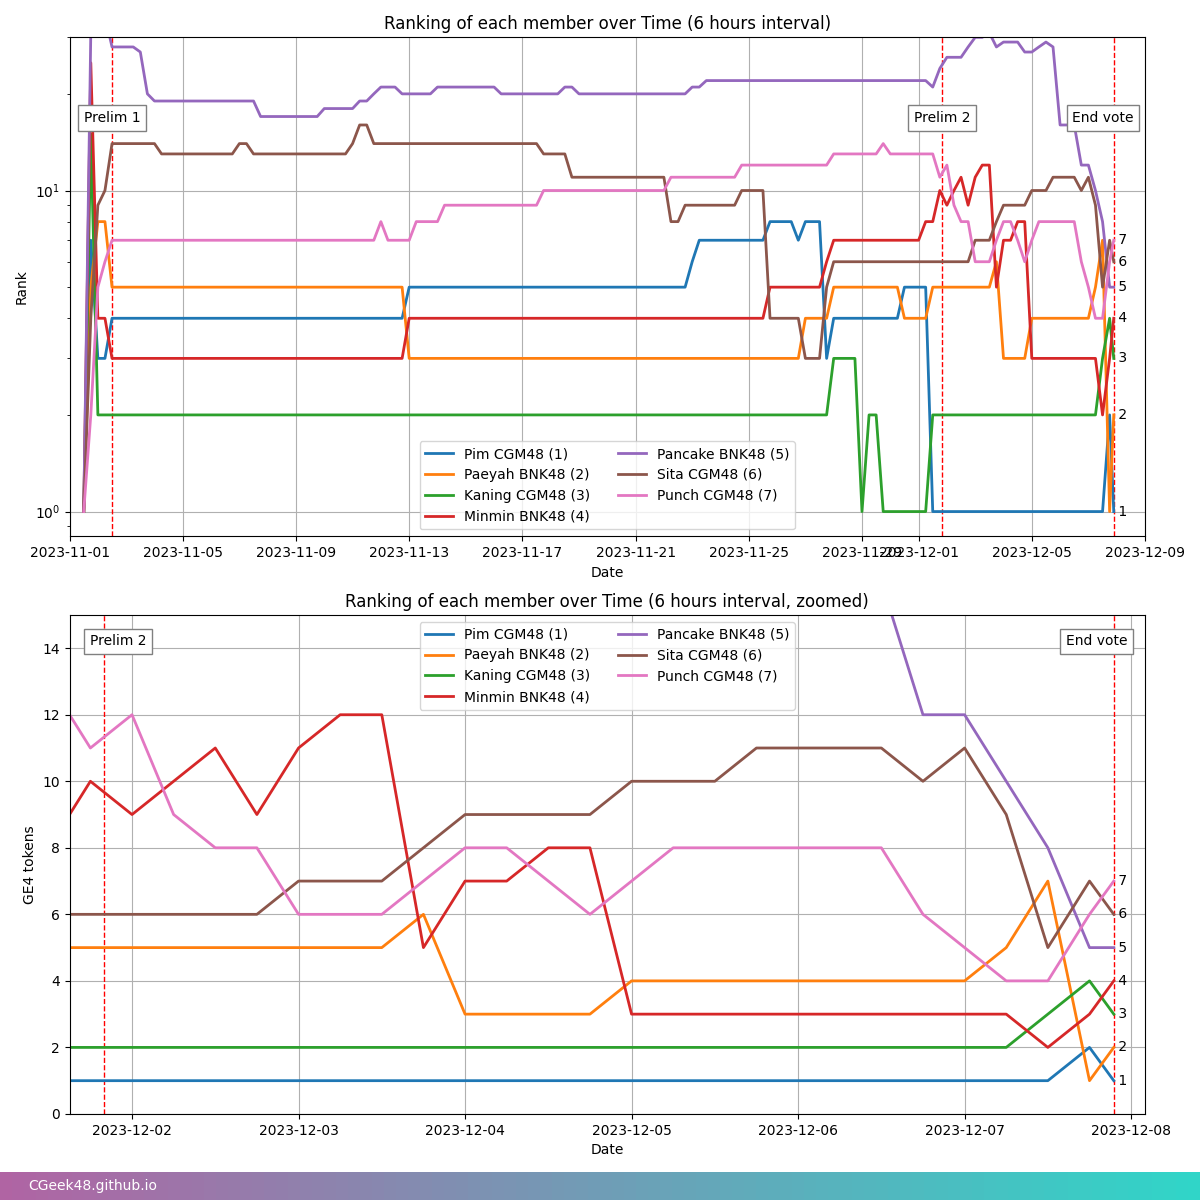 Ranking of each member over Time (6 hours interval)
Rank
10¹
10⁰
Prelim 1
Prelim 2
End vote
7
6
5
4
3
2
1
Pim CGM48 (1)
Paeyah BNK48 (2)
Kaning CGM48 (3)
Minmin BNK48 (4)
Pancake BNK48 (5)
Sita CGM48 (6)
Punch CGM48 (7)
2023-11-01 2023-11-05 2023-11-09 2023-11-13 2023-11-17 2023-11-21 2023-11-25 2023-11-29 2023-12-01 2023-12-05 2023-12-09
Date
Ranking of each member over Time (6 hours interval, zoomed)
GE4 tokens
14
12
10
8
6
4
2
0
Prelim 2
End vote
Pim CGM48 (1)
Paeyah BNK48 (2)
Kaning CGM48 (3)
Minmin BNK48 (4)
Pancake BNK48 (5)
Sita CGM48 (6)
Punch CGM48 (7)
7
6
5
4
3
2
1
2023-12-02 2023-12-03 2023-12-04 2023-12-05 2023-12-06 2023-12-07 2023-12-08
Date
CGeek48.github.io